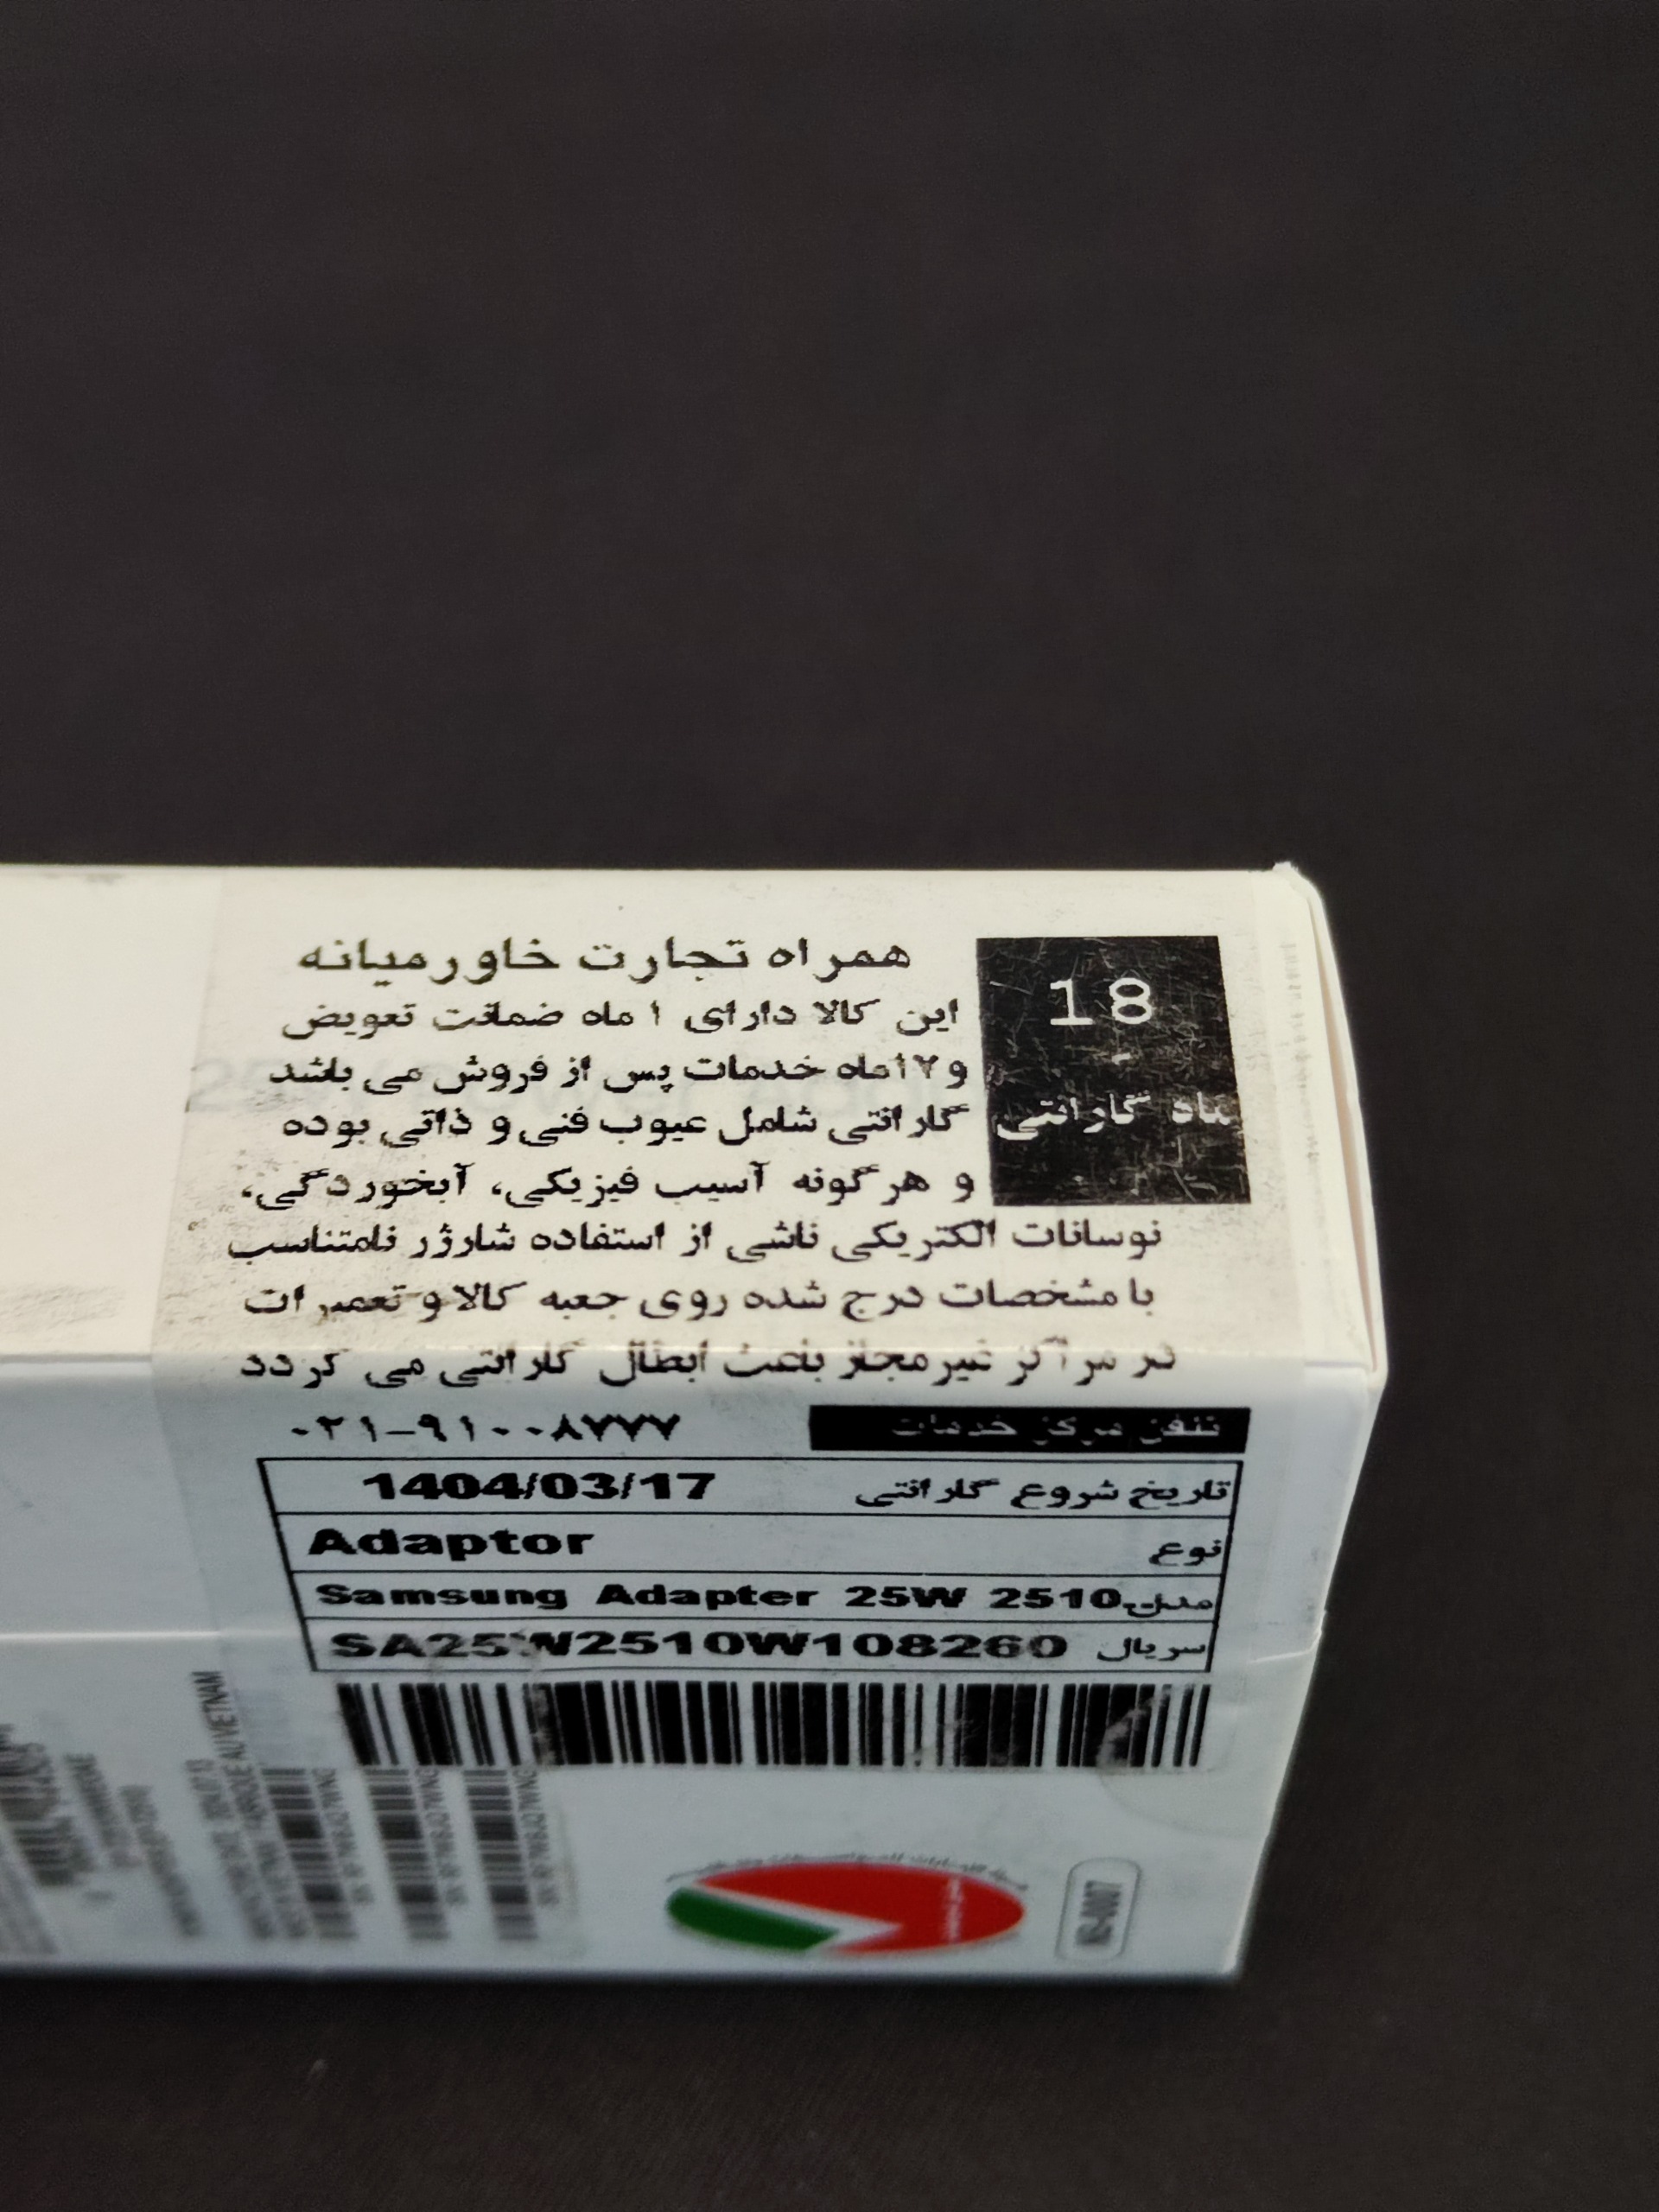 همراه تجارت خاورمیانه
این کالا دارای ۱ ماه ضمانت تعویض
و۱۷ماه خدمات پس از فروش می باشد
گارانتی شامل عیوب فنی و ذاتی بوده
و هرگونه آسیب فیزیکی، آبخوردگی،
نوسانات الکتریکی ناشی از استفاده شارژر نامتناسب
با مشخصات درج شده روی جعبه کالا و تعمیرات
در مراکز غیرمجاز باعث ابطال گارانتی می گردد
18
ماه گارانتی
تلفن مرکز خدمات ۰۲۱-۹۱۰۰۸۷۷۷
تاریخ شروع گارانتی 1404/03/17
نوع Adaptor
مدل Samsung Adapter 25W 2510
سریال SA25W2510W108260